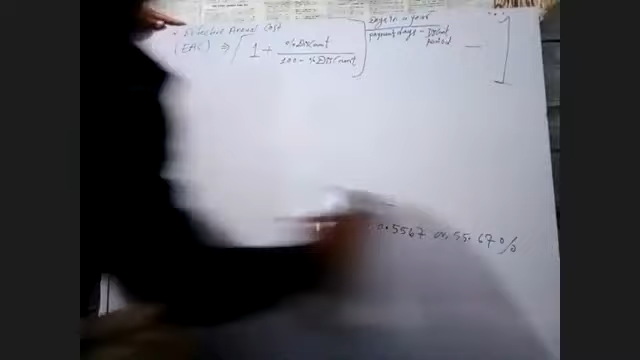 Effective Annual Cost
(EAC) ⇒ [1 + %Discount / 100 - %Discount] Days in a year / payment days - Discount period - 1
0.5567 or 55.67%